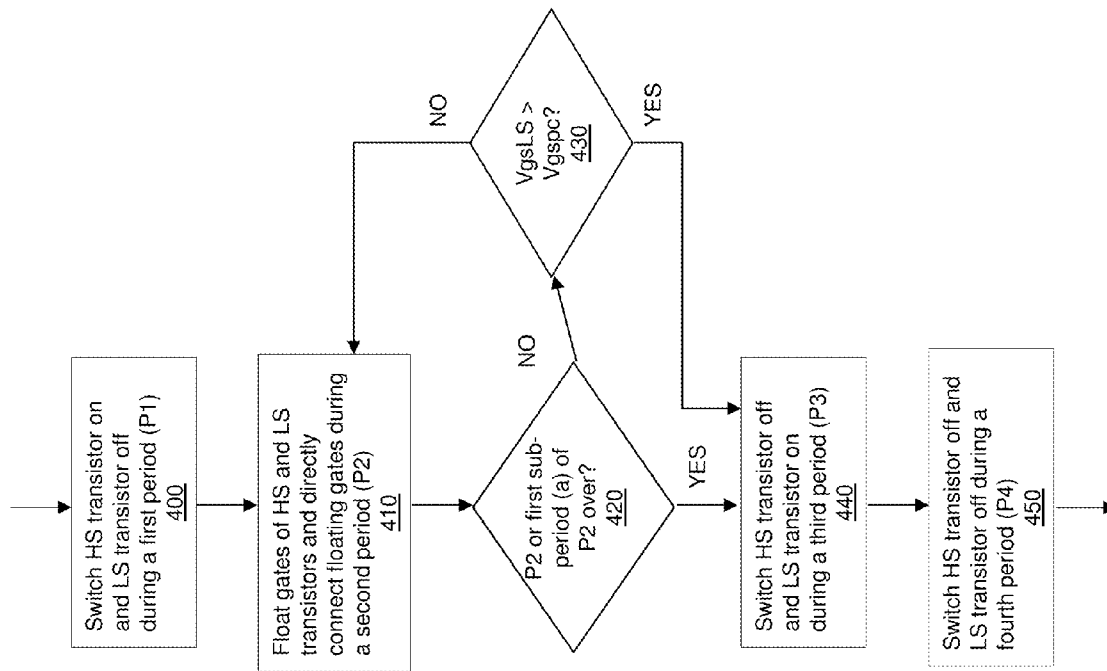 Switch HS transistor on
and LS transistor off
during a first period (P1)
400
Float gates of HS and LS
transistors and directly
connect floating gates during
a second period (P2)
410
P2 or first sub-
period (a) of
P2 over?
420
NO
YES
VgsLS >
Vgspc?
430
NO
YES
Switch HS transistor off
and LS transistor on
during a third period (P3)
440
Switch HS transistor off and
LS transistor off during a
fourth period (P4)
450